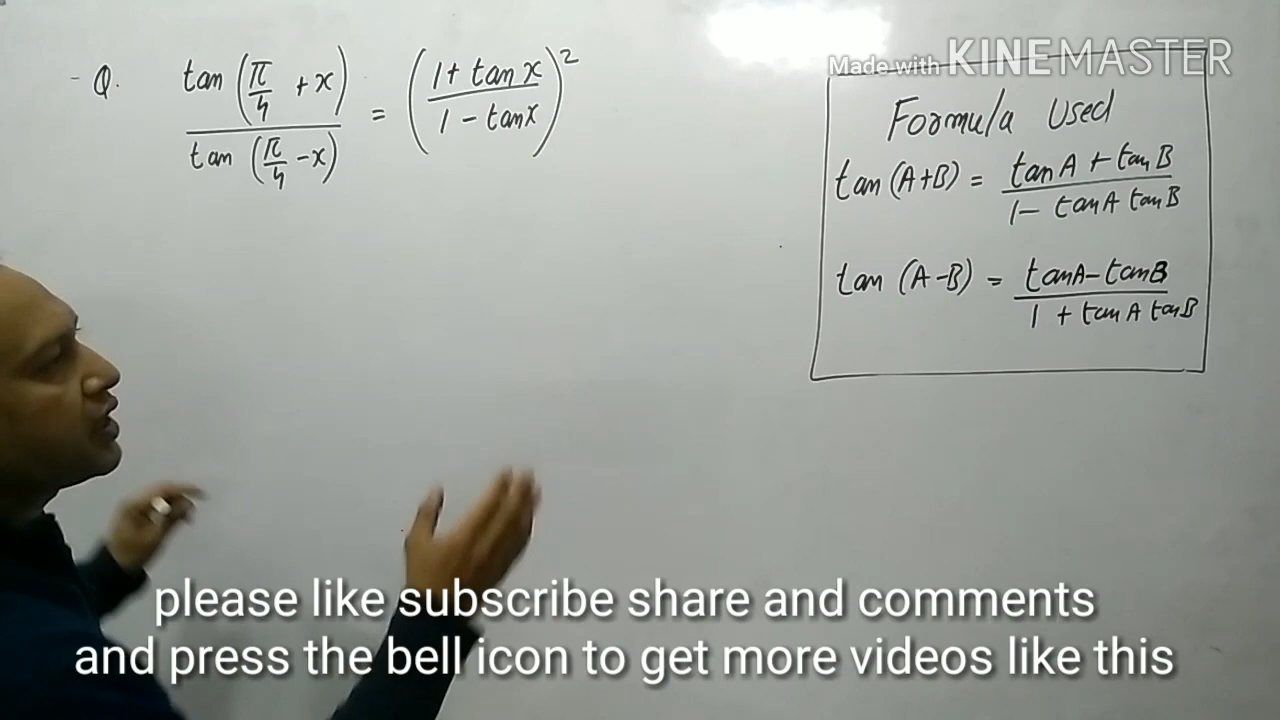 Made with KINEMASTER
- Q. tan (π/4 + x) / tan (π/4 - x) = ((1 + tan x) / (1 - tan x))²
Formula Used
tan (A+B) = (tan A + tan B) / (1 - tan A tan B)
tan (A-B) = (tanA - tanB) / (1 + tan A tan B)
please like subscribe share and comments
and press the bell icon to get more videos like this